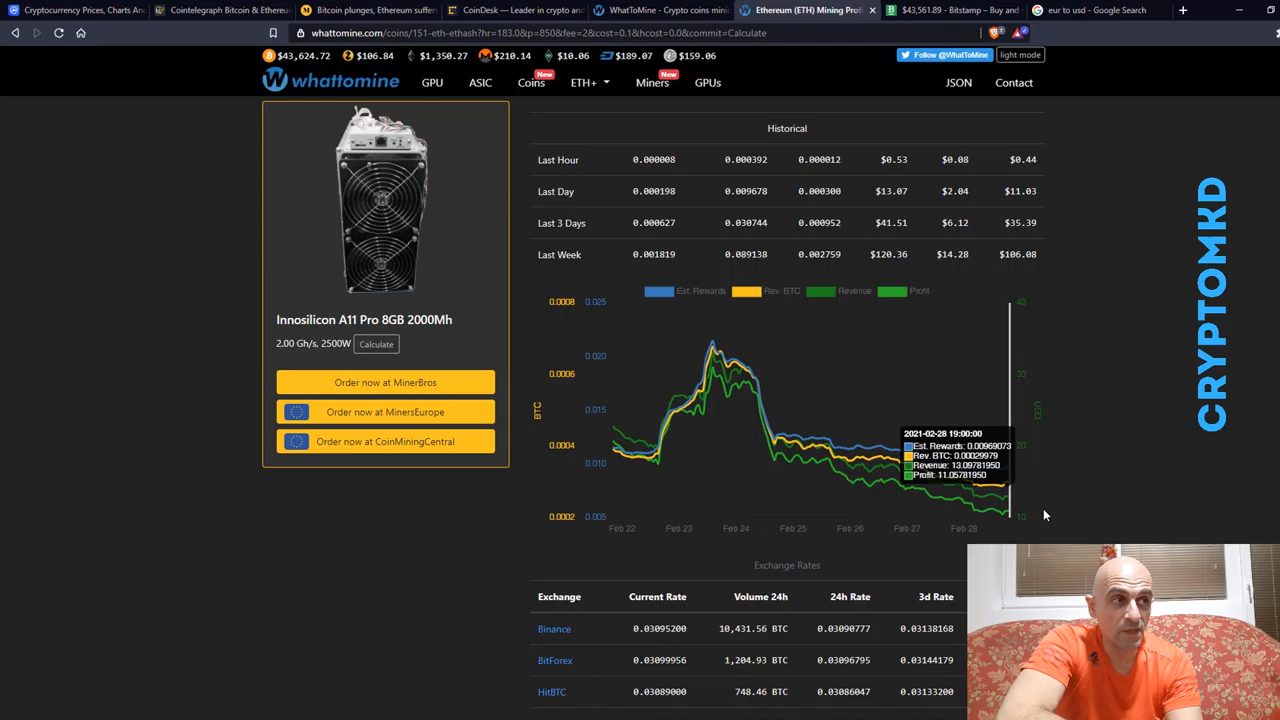 Cryptocurrency Prices, Charts An
Cointelegraph Bitcoin & Ethereu
Bitcoin plunges, Ethereum suffer
CoinDesk — Leader in crypto and
WhatToMine - Crypto coins minin
Ethereum (ETH) Mining Profi
$43,561.89 - Bitstamp – Buy and
eur to usd - Google Search
whattomine.com/coins/151-eth-ethash?hr=183.0&p=850&fee=2&cost=0.1&hcost=0.0&commit=Calculate
$43,624.72
$106.84
$1,350.27
$210.14
$10.06
$189.07
$159.06
Follow @WhatToMine
light mode
whattomine
GPU
ASIC
Coins
New
ETH+
Miners
New
GPUs
JSON
Contact
Innosilicon A11 Pro 8GB 2000Mh
2.00 Gh/s, 2500W Calculate
Order now at MinerBros
Order now at MinersEurope
Order now at CoinMiningCentral
Historical
Last Hour 0.000008 0.000392 0.000012 $0.53 $0.08 $0.44
Last Day 0.000198 0.009678 0.000300 $13.07 $2.04 $11.03
Last 3 Days 0.000627 0.030744 0.000952 $41.51 $6.12 $35.39
Last Week 0.001819 0.089138 0.002759 $120.36 $14.28 $106.08
Est. Rewards Rev. BTC Revenue Profit
0.0008 0.025 40
0.020
0.0006 30
0.015
BTC
USD
0.0004 20
0.010
0.0002 0.005 10
2021-02-28 19:00:00
Est. Rewards: 0.00969073
Rev. BTC: 0.00029979
Revenue: 13.09781950
Profit: 11.05781950
Feb 22 Feb 23 Feb 24 Feb 25 Feb 26 Feb 27 Feb 28
Exchange Rates
Exchange Current Rate Volume 24h 24h Rate 3d Rate
Binance 0.03095200 10,431.56 BTC 0.03090777 0.03138168
BitForex 0.03099956 1,204.93 BTC 0.03096795 0.03144179
HitBTC 0.03089000 748.46 BTC 0.03086047 0.03133200
CRYPTOMKD